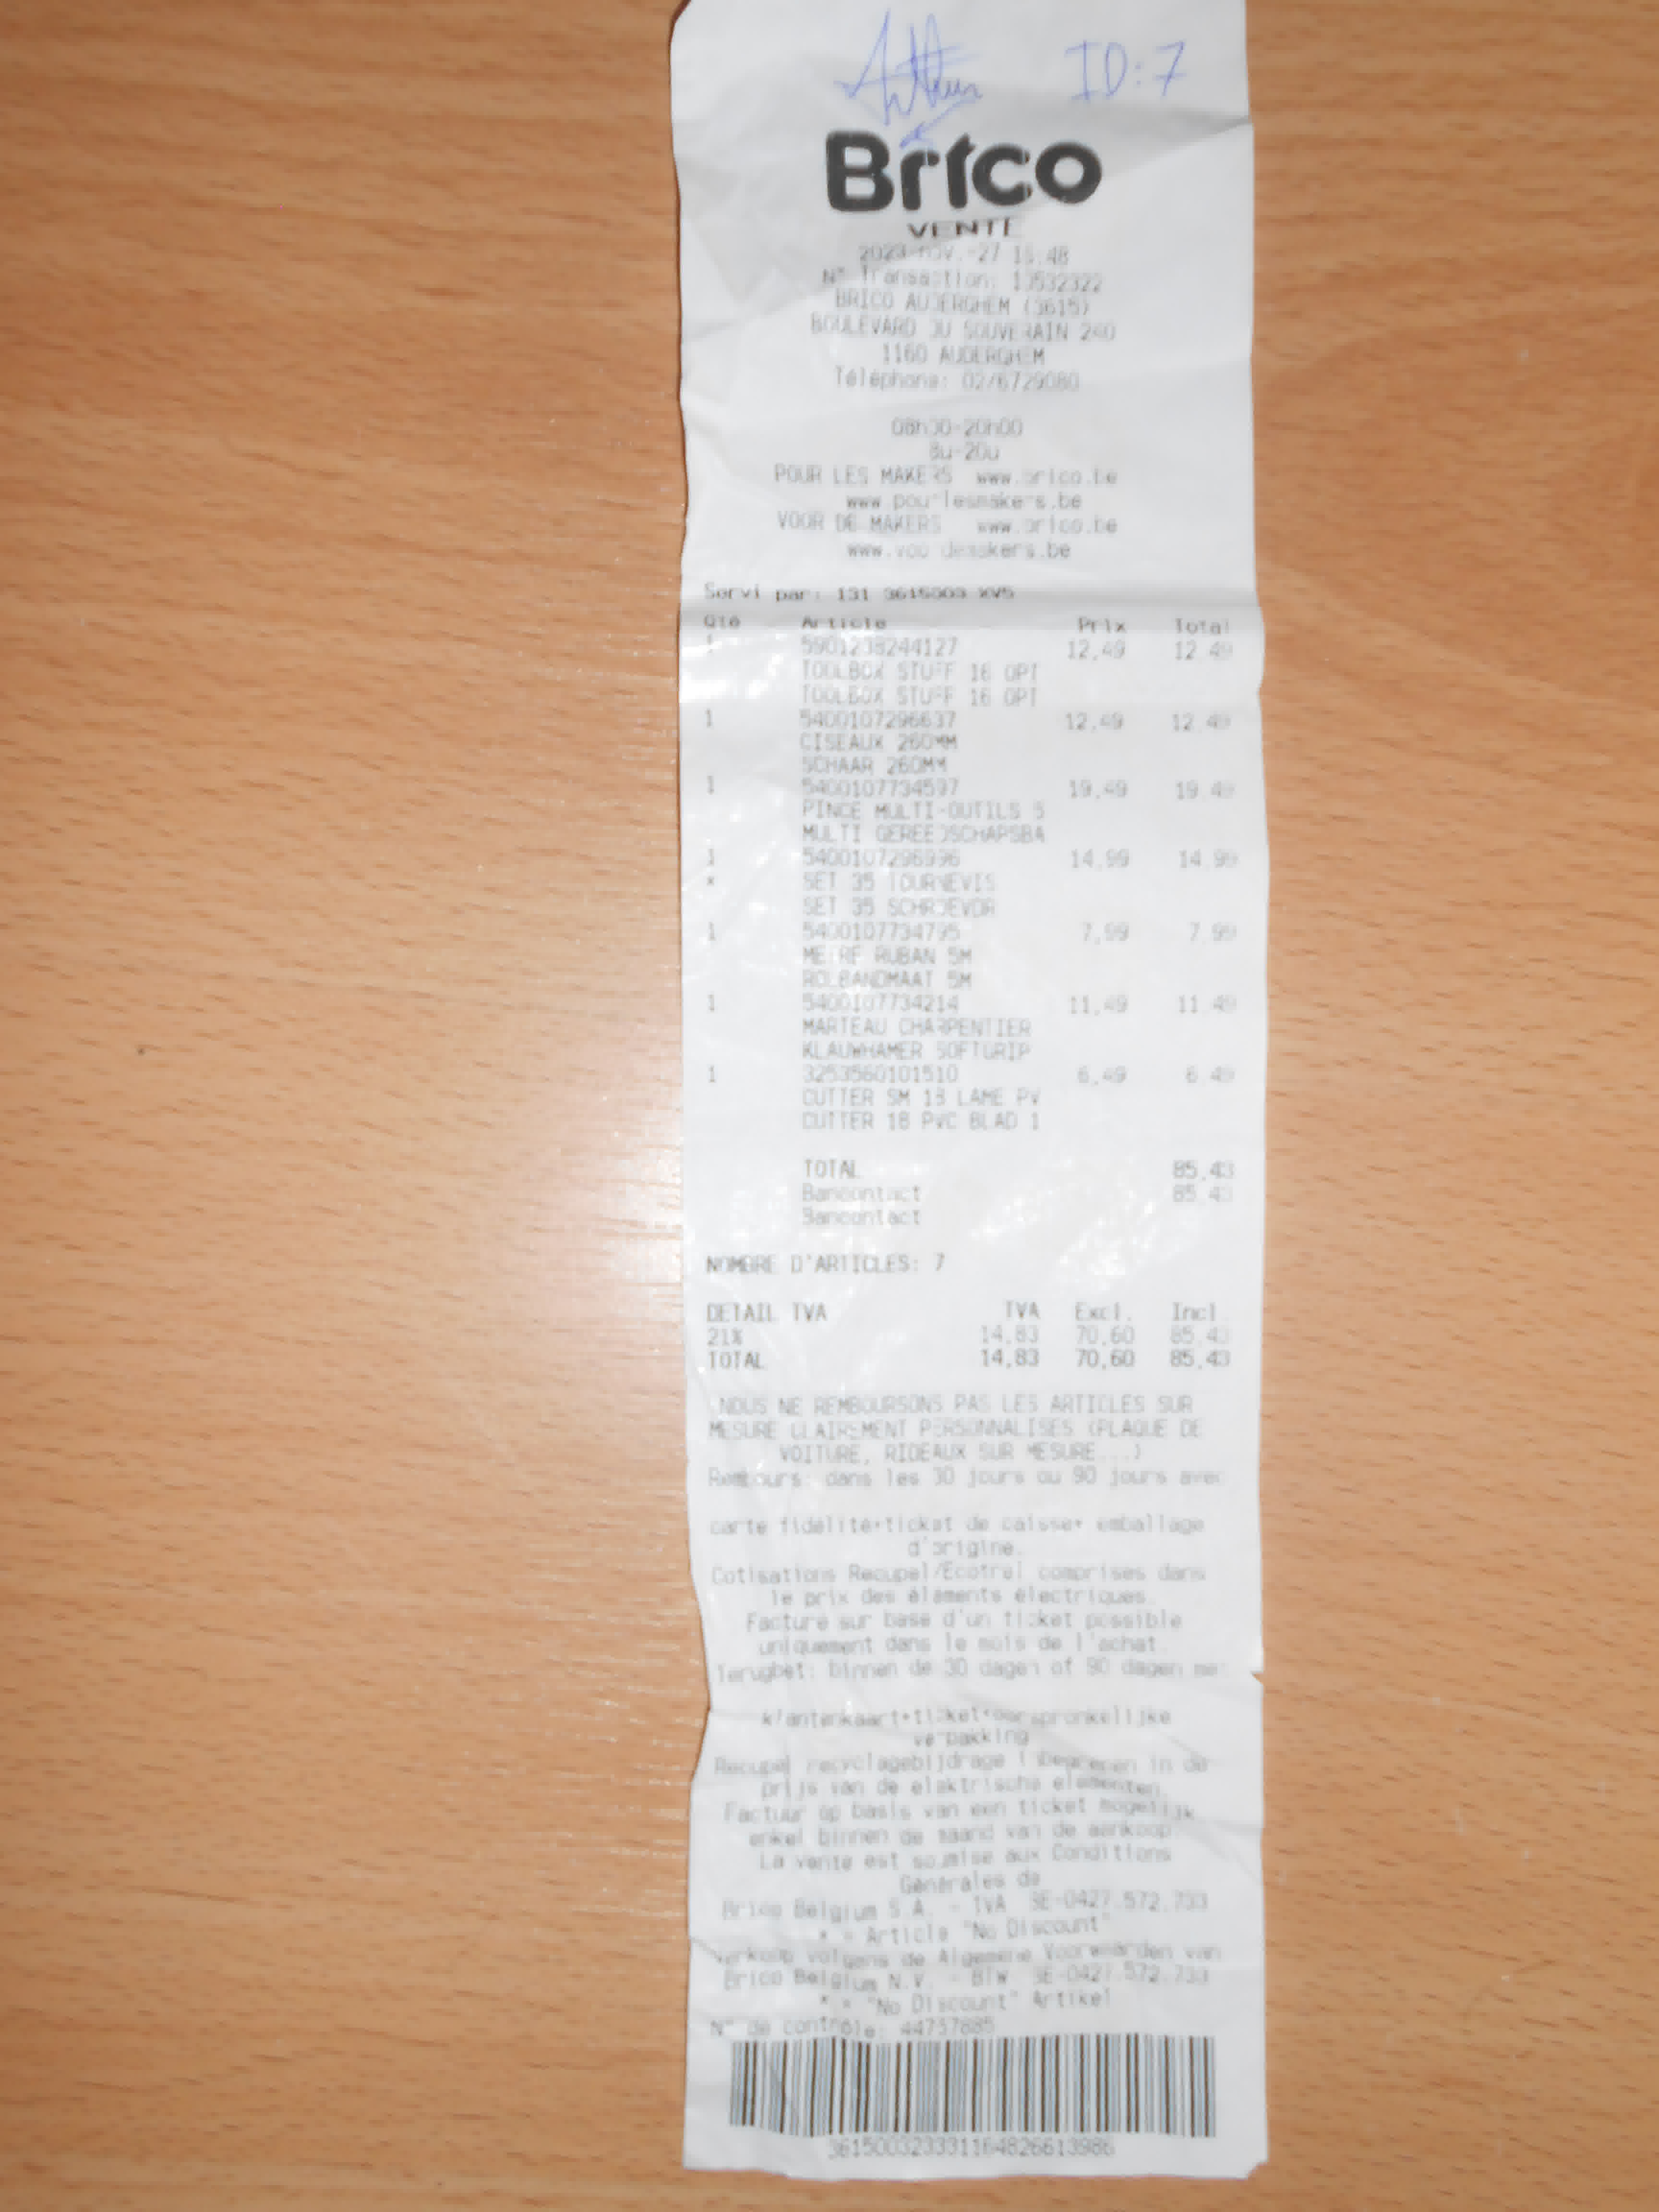 Arthur ID:7
Brico
VENTE
2023-nov.-27 16:48
N° Transaction: 13532322
BRICO AUDERGHEM (3615)
BOULEVARD DU SOUVERAIN 240
1160 AUDERGHEM
Téléphone: 02/6729080
08h00-20h00
8u-20u
POUR LES MAKERS www.brico.be
www.pourlesmakers.be
VOOR DE MAKERS www.brico.be
www.voordemakers.be
Servi par: 131 3615003 KV5
Qté Article Prix Total
1 5901238244127 12,49 12,49
TOOLBOX STUFF 16 OPT
TOOLBOX STUFF 16 OPT
1 5400107296637 12,49 12,49
CISEAUX 260MM
SCHAAR 260MM
1 5400107734597 19,49 19,49
PINCE MULTI-OUTILS 5
MULTI GEREEDSCHAPSBA
1 5400107296996 14,99 14,99
* SET 35 TOURNEVIS
SET 35 SCHROEVDR
1 5400107734795 7,99 7,99
METRE RUBAN 5M
ROLBANDMAAT 5M
1 5400107734214 11,49 11,49
MARTEAU CHARPENTIER
KLAUWHAMER SOFTGRIP
1 3253560101510 6,49 6,49
CUTTER SM 18 LAME PV
CUTTER 18 PVC BLAD 1
TOTAL 85,43
Bancontact 85,43
Bancontact
NOMBRE D'ARTICLES: 7
DETAIL TVA TVA Excl. Incl.
21% 14,83 70,60 85,43
TOTAL 14,83 70,60 85,43
NOUS NE REMBOURSONS PAS LES ARTICLES SUR
MESURE CLAIREMENT PERSONNALISES (PLAQUE DE
VOITURE, RIDEAUX SUR MESURE...)
Rembours: dans les 30 jours ou 90 jours avec
carte fidélité+ticket de caisse+ emballage
d'origine.
Cotisations Recupel/Ecotrel comprises dans
le prix des éléments électriques.
Facture sur base d'un ticket possible
uniquement dans le mois de l'achat.
Terugbet: binnen de 30 dagen of 90 dagen met
klantenkaart+ticket+oorspronkelijke
verpakking
Recupel recyclagebijdrage inbegrepen in de
prijs van de elektrische elementen.
Factuur op basis van een ticket mogelijk
enkel binnen de maand van de aankoop.
La vente est soumise aux Conditions
Générales de
Brico Belgium S.A. - TVA BE-0427.572.733
* = Article "No Discount"
Verkoop volgens de Algemene Voorwaarden van
Brico Belgium N.V. - BTW BE-0427.572.733
* = "No Discount" Artikel
N° de contrôle: 44757885
361500323331164826613986